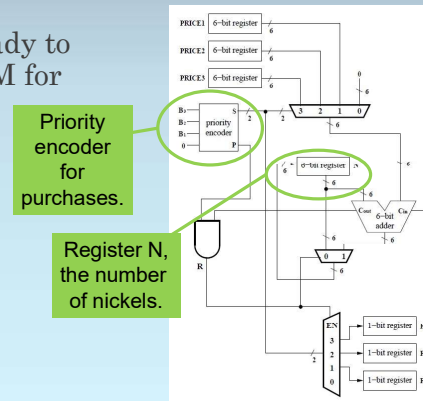 dy to
M for
Priority
encoder
for
purchases.
Register N,
the number
of nickels.
PRICE1 6-bit register 6
PRICE2 6-bit register 6
PRICE3 6-bit register 6
0
6
3 2 1 0
6
6
B₁
B₁
0
priority
encoder
S
P
2
2
6
6-bit register N
6
6
Cout Cin
6-bit
adder
6
0 1
6
R
EN
3
2
1
0
2
1-bit register
1-bit register
1-bit register